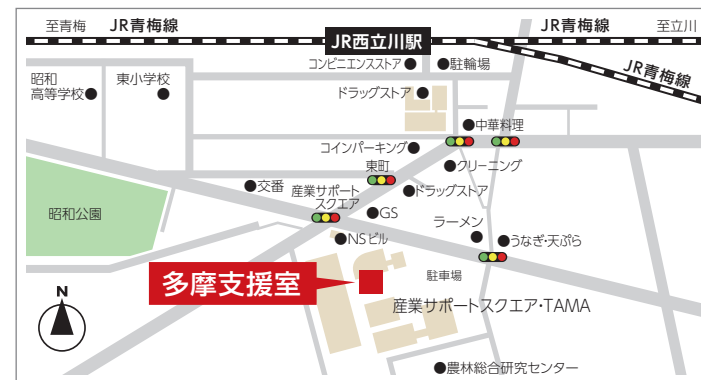 至青梅
JR青梅線
JR青梅線
至立川
JR西立川駅
JR青梅線
コンビニエンスストア
駐輪場
昭和
高等学校
東小学校
ドラッグストア
中華料理
コインパーキング
東町
クリーニング
交番
産業サポート
スクエア
ドラッグストア
昭和公園
GS
ラーメン
NSビル
うなぎ・天ぷら
多摩支援室
駐車場
N
産業サポートスクエア・TAMA
農林総合研究センター